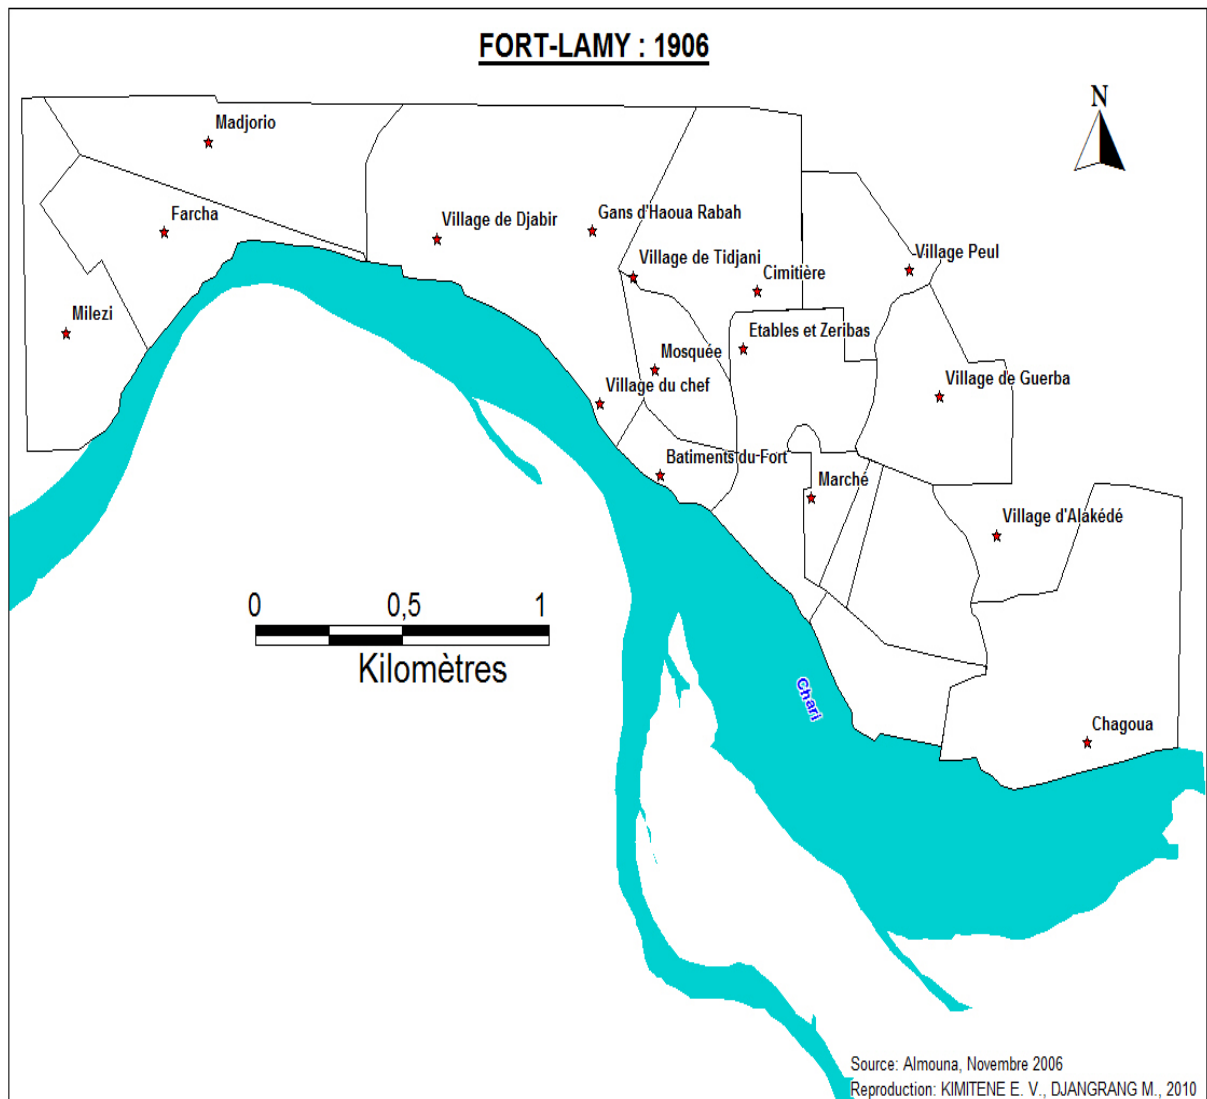 FORT-LAMY : 1906
N
Madjorio
Farcha
Gans d'Haoua Rabah
Village de Djabir
Village de Tidjani
Village Peul
Cimitière
Milezi
Etables et Zeribas
Mosquée
Village du chef
Village de Guerba
Batiments du Fort
Marché
Village d'Alakédé
0 0,5 1
Kilomètres
Chari
Chagoua
Source: Almouna, Novembre 2006
Reproduction: KIMITENE E. V., DJANGRANG M., 2010